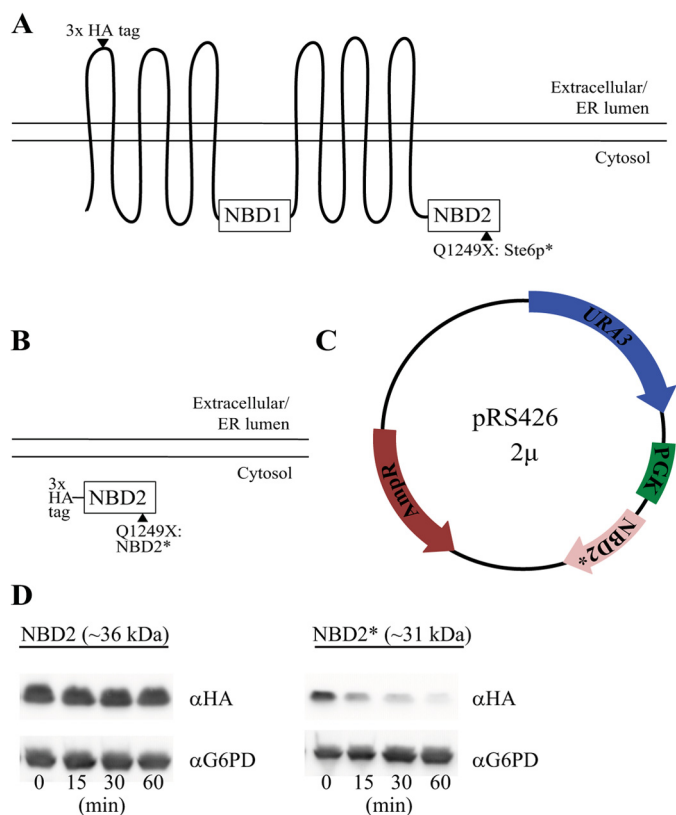 A
3x HA tag
Extracellular/
ER lumen
Cytosol
NBD1
NBD2
Q1249X: Ste6p*
B
Extracellular/
ER lumen
Cytosol
3x
HA
tag
NBD2
Q1249X:
NBD2*
C
URA3
pRS426
2μ
PGK
AmpR
NBD2*
D
NBD2 (~36 kDa)
αHA
αG6PD
0 15 30 60
(min)
NBD2* (~31 kDa)
αHA
αG6PD
0 15 30 60
(min)